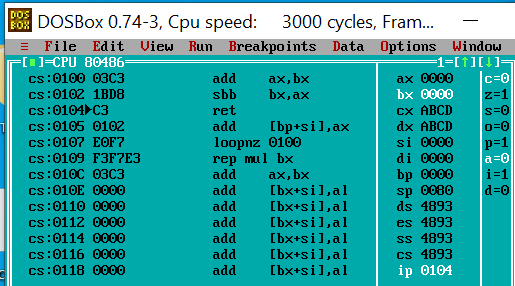 DOS BOX DOSBox 0.74-3, Cpu speed: 3000 cycles, Fram
≡ File Edit View Run Breakpoints Data Options Window
[■]=CPU 80486 1=[↑][↓]
cs:0100 03C3 add ax,bx ax 0000 c=0
cs:0102 1BD8 sbb bx,ax bx 0000 z=1
cs:0104►C3 ret cx ABCD s=0
cs:0105 0102 add [bp+si],ax dx ABCD o=0
cs:0107 E0F7 loopnz 0100 si 0000 p=1
cs:0109 F3F7E3 rep mul bx di 0000 a=0
cs:010C 03C3 add ax,bx bp 0000 i=1
cs:010E 0000 add [bx+si],al sp 0080 d=0
cs:0110 0000 add [bx+si],al ds 4893
cs:0112 0000 add [bx+si],al es 4893
cs:0114 0000 add [bx+si],al ss 4893
cs:0116 0000 add [bx+si],al cs 4893
cs:0118 0000 add [bx+si],al ip 0104